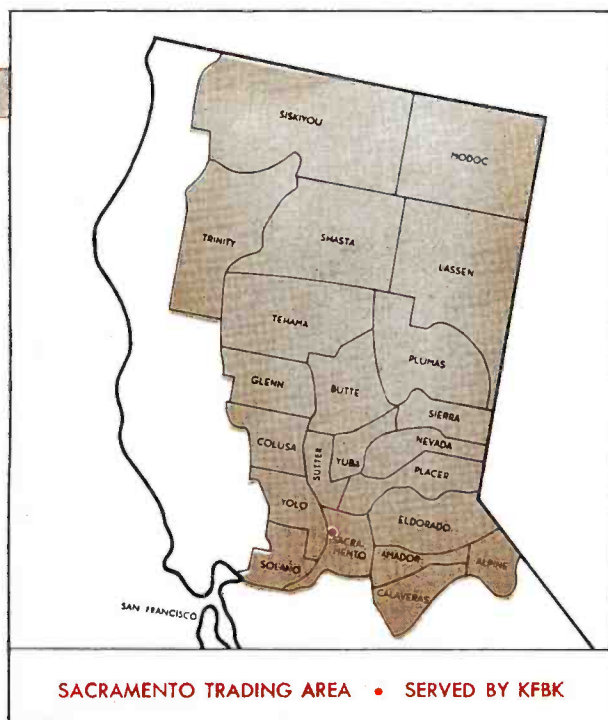 SISKIYOU
MODOC
TRINITY
SHASTA
LASSEN
TEHAMA
PLUMAS
GLENN
BUTTE
SIERRA
COLUSA
SUTTER
YUBA
NEVADA
PLACER
YOLO
ELDORADO
SACRA-
MENTO
SOLANO
AMADOR
ALPINE
CALAVERAS
SAN FRANCISCO
SACRAMENTO TRADING AREA • SERVED BY KFBK